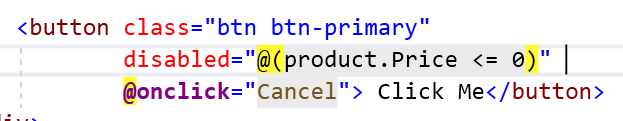 <button class="btn btn-primary"
disabled="@(product.Price <= 0)"
@onclick="Cancel"> Click Me</button>